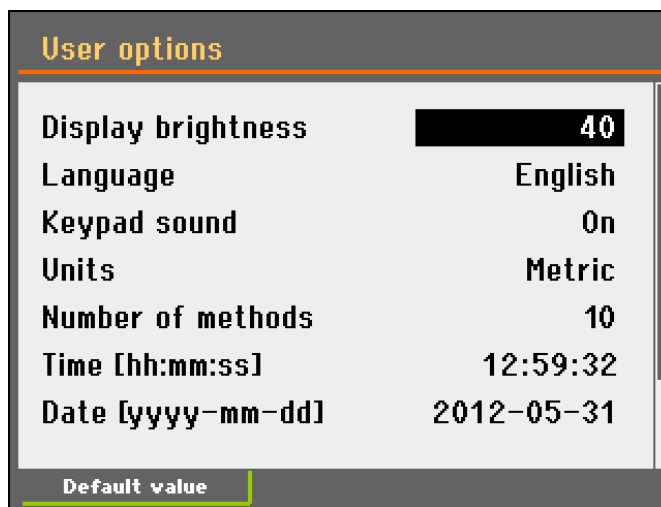 User options
Display brightness 40
Language English
Keypad sound On
Units Metric
Number of methods 10
Time [hh:mm:ss] 12:59:32
Date [yyyy-mm-dd] 2012-05-31
Default value